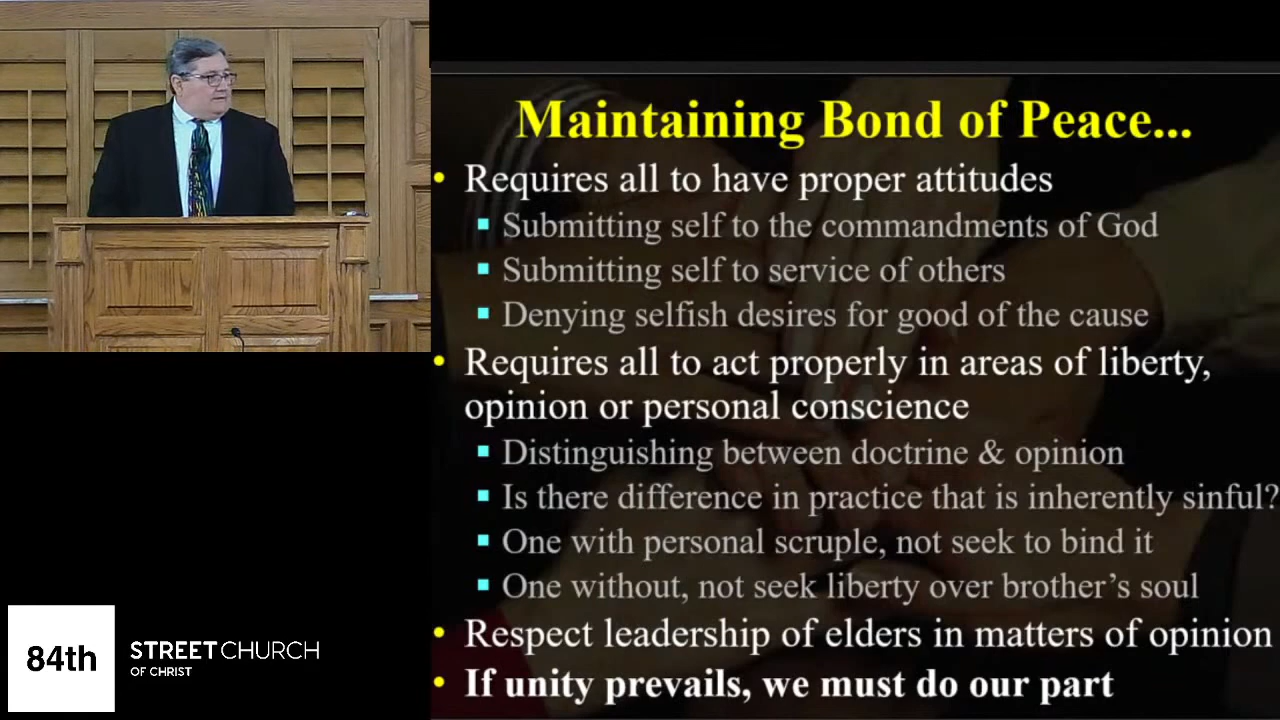 Maintaining Bond of Peace...
• Requires all to have proper attitudes
▪ Submitting self to the commandments of God
▪ Submitting self to service of others
▪ Denying selfish desires for good of the cause
• Requires all to act properly in areas of liberty,
opinion or personal conscience
▪ Distinguishing between doctrine & opinion
▪ Is there difference in practice that is inherently sinful?
▪ One with personal scruple, not seek to bind it
▪ One without, not seek liberty over brother’s soul
• Respect leadership of elders in matters of opinion
• If unity prevails, we must do our part
84th
STREET CHURCH
OF CHRIST